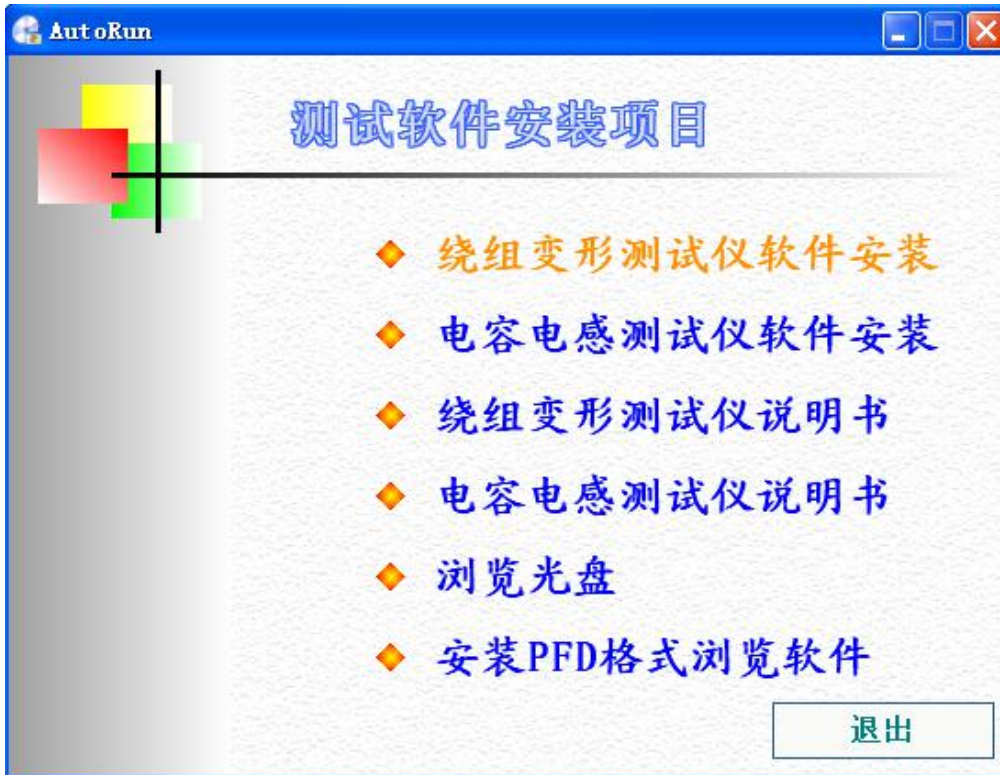 AutoRun
测试软件安装项目
绕组变形测试仪软件安装
电容电感测试仪软件安装
绕组变形测试仪说明书
电容电感测试仪说明书
浏览光盘
安装PFD格式浏览软件
退出